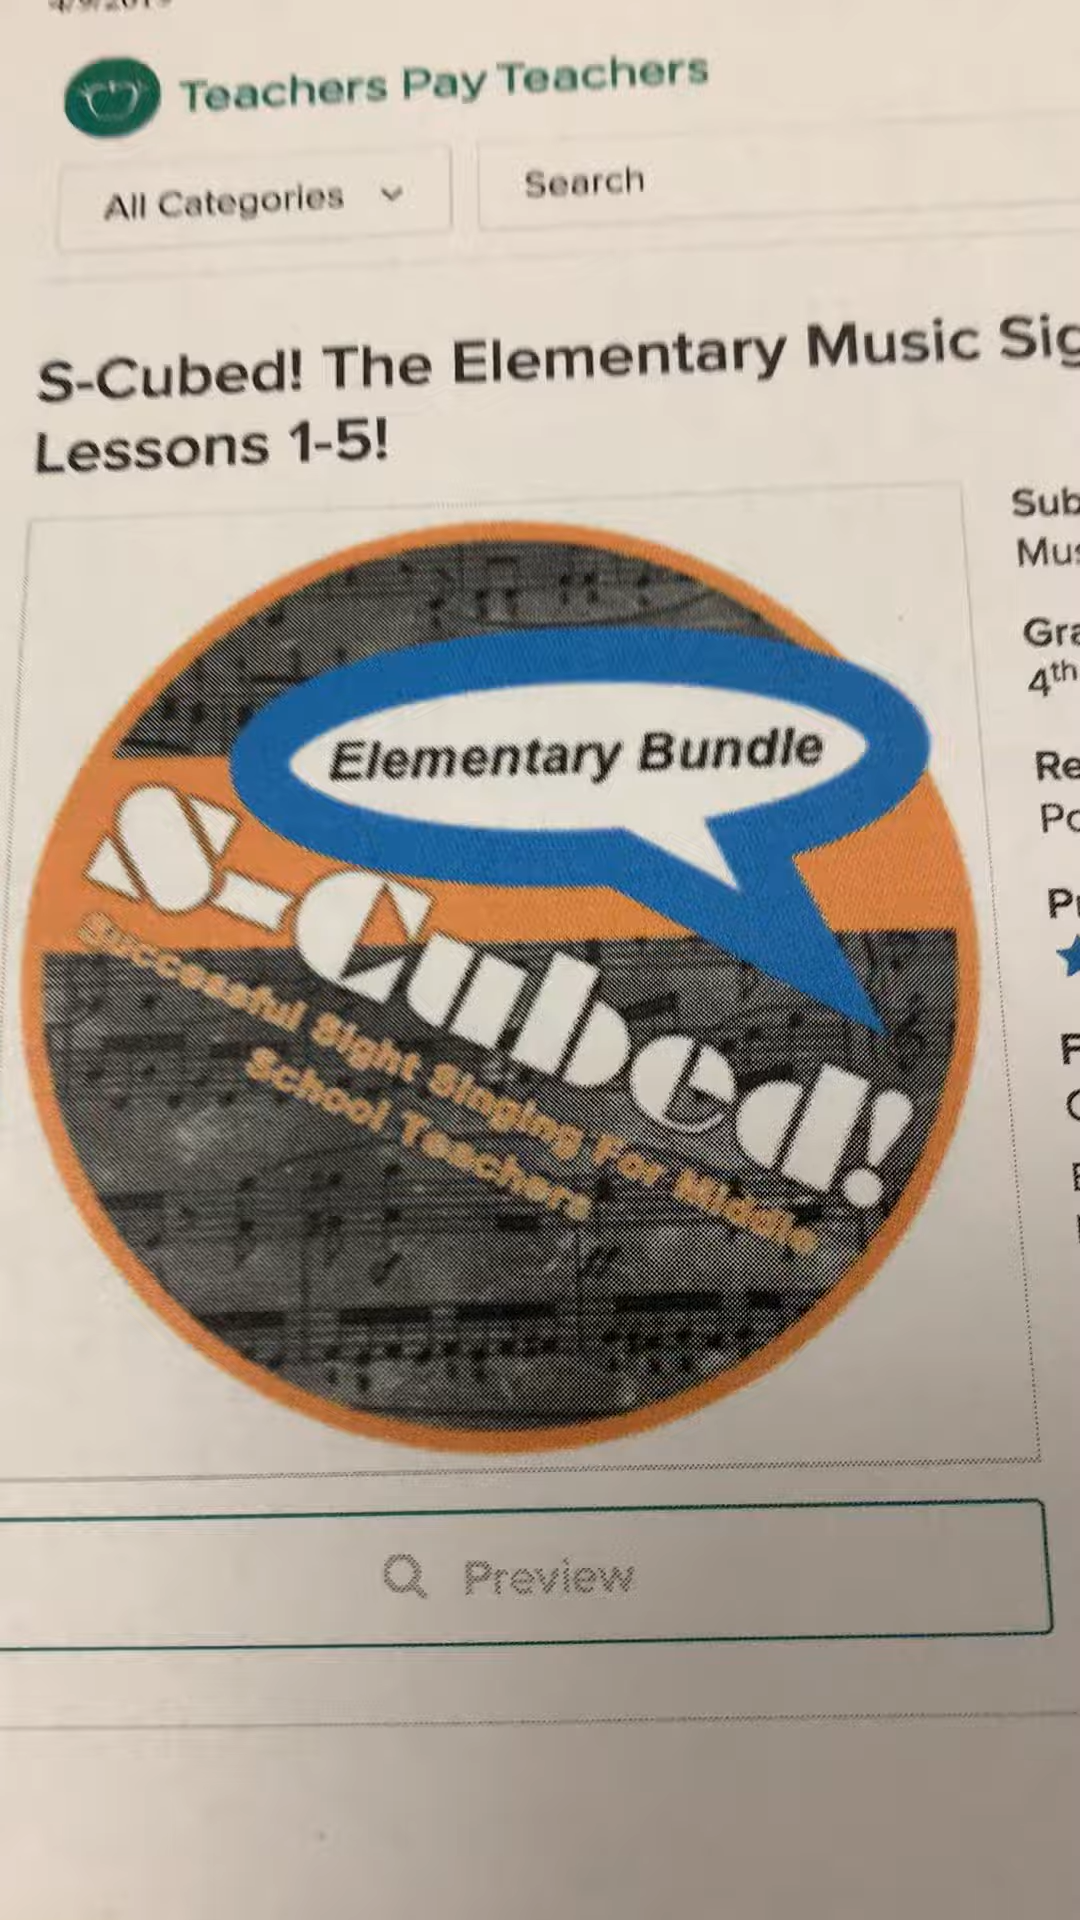 Teachers Pay Teachers
All Categories
Search
S-Cubed! The Elementary Music
Lessons 1-5!
Elementary Bundle
S-Cubed!
Successful Sight Singing For Middle
School Teachers
4th
Preview